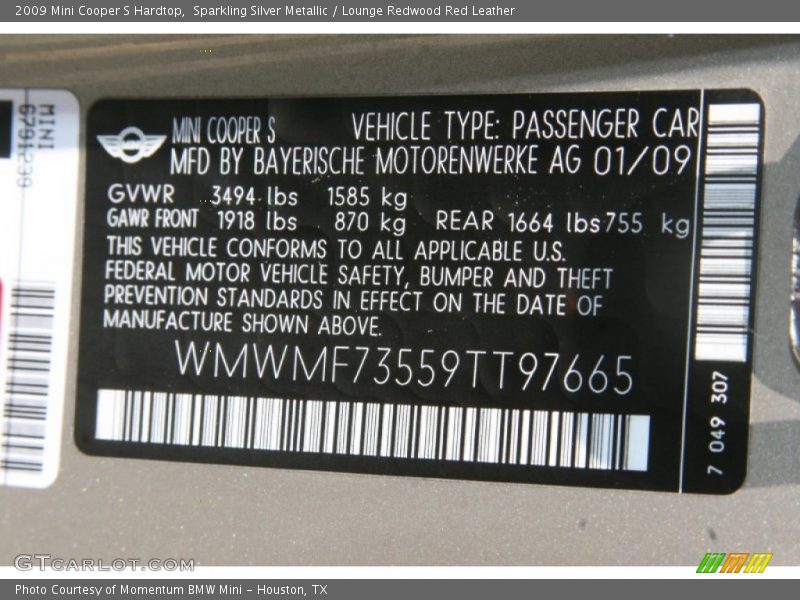 2009 Mini Cooper S Hardtop,  Sparkling Silver Metallic / Lounge Redwood Red Leather
MINI
6791239
MINI COOPER S VEHICLE TYPE: PASSENGER CAR
MFD BY BAYERISCHE MOTORENWERKE AG 01/09
GVWR 3494 lbs 1585 kg
GAWR FRONT 1918 lbs 870 kg REAR 1664 lbs 755 kg
THIS VEHICLE CONFORMS TO ALL APPLICABLE U.S.
FEDERAL MOTOR VEHICLE SAFETY, BUMPER AND THEFT
PREVENTION STANDARDS IN EFFECT ON THE DATE OF
MANUFACTURE SHOWN ABOVE.
WMWMF73559TT97665
7 049 307
GTCarLot.com
Photo Courtesy of Momentum BMW Mini - Houston, TX